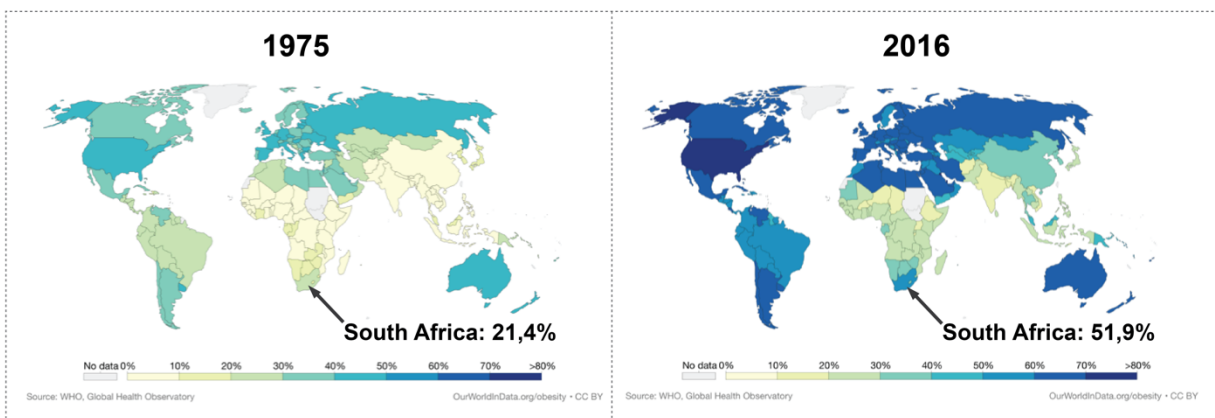 1975
South Africa: 21,4%
No data 0% 10% 20% 30% 40% 50% 60% 70% >80%
Source: WHO, Global Health Observatory
OurWorldInData.org/obesity • CC BY
2016
South Africa: 51,9%
No data 0% 10% 20% 30% 40% 50% 60% 70% >80%
Source: WHO, Global Health Observatory
OurWorldInData.org/obesity • CC BY